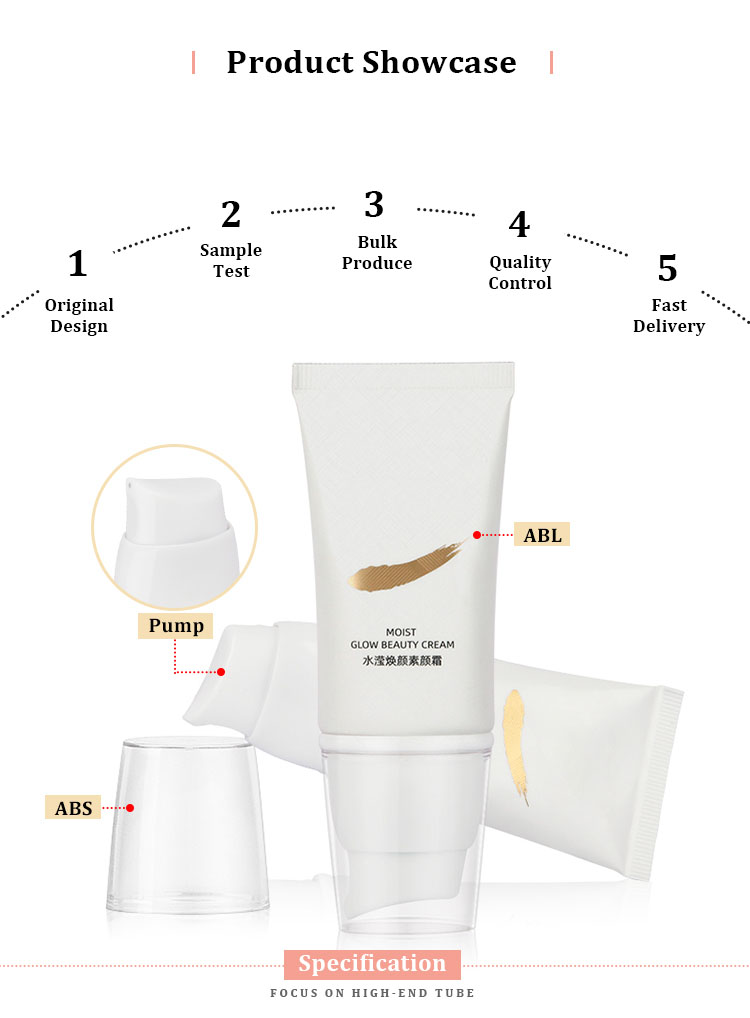 Product Showcase
1
Original
Design
2
Sample
Test
3
Bulk
Produce
4
Quality
Control
5
Fast
Delivery
ABL
MOIST
GLOW BEAUTY CREAM
水滢焕颜素颜霜
Pump
ABS
Specification
FOCUS ON HIGH-END TUBE